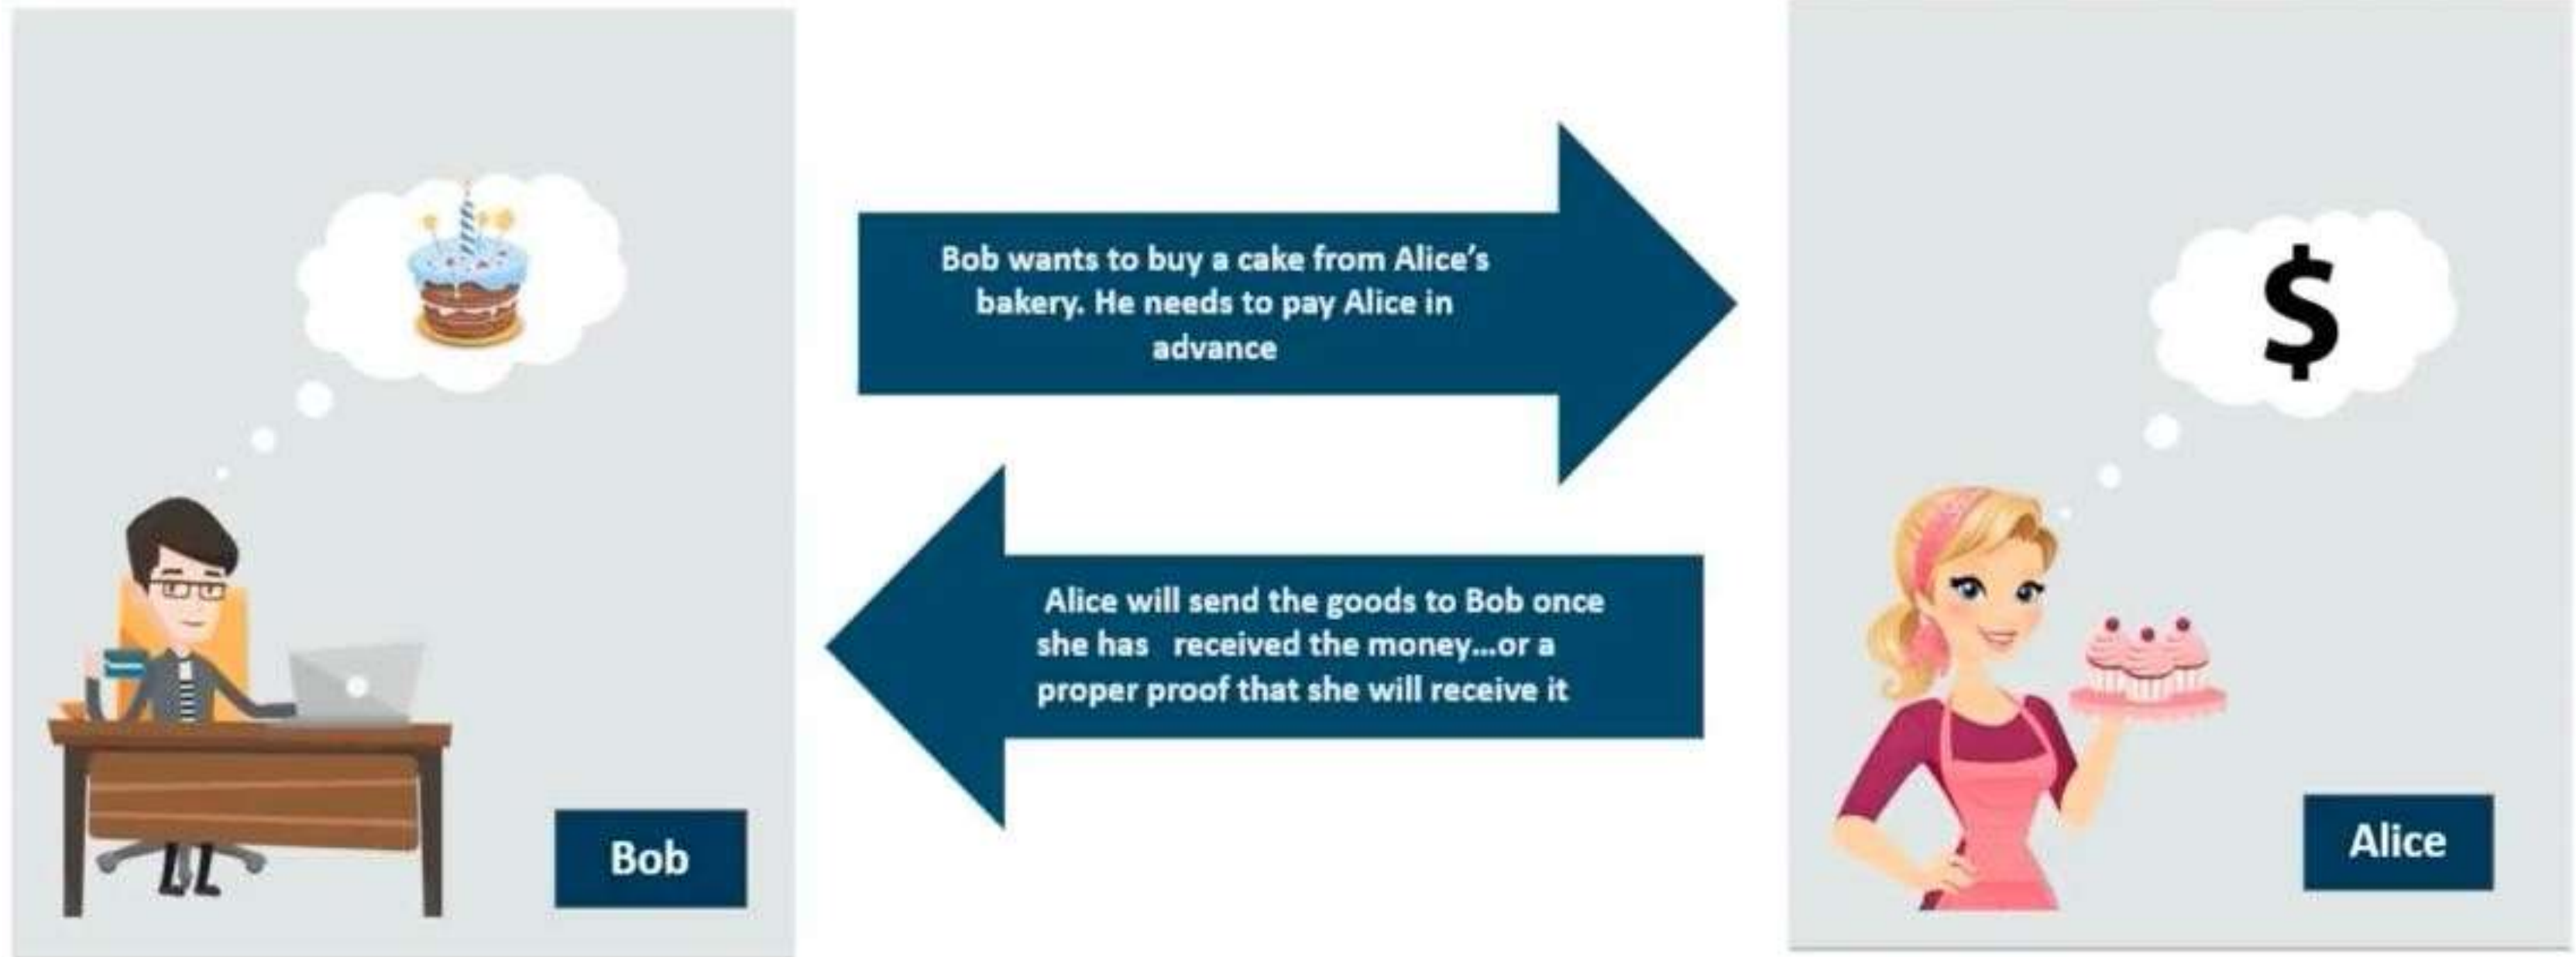 Bob wants to buy a cake from Alice's
bakery. He needs to pay Alice in
advance
$
Alice will send the goods to Bob once
she has   received the money...or a
proper proof that she will receive it
Bob
Alice